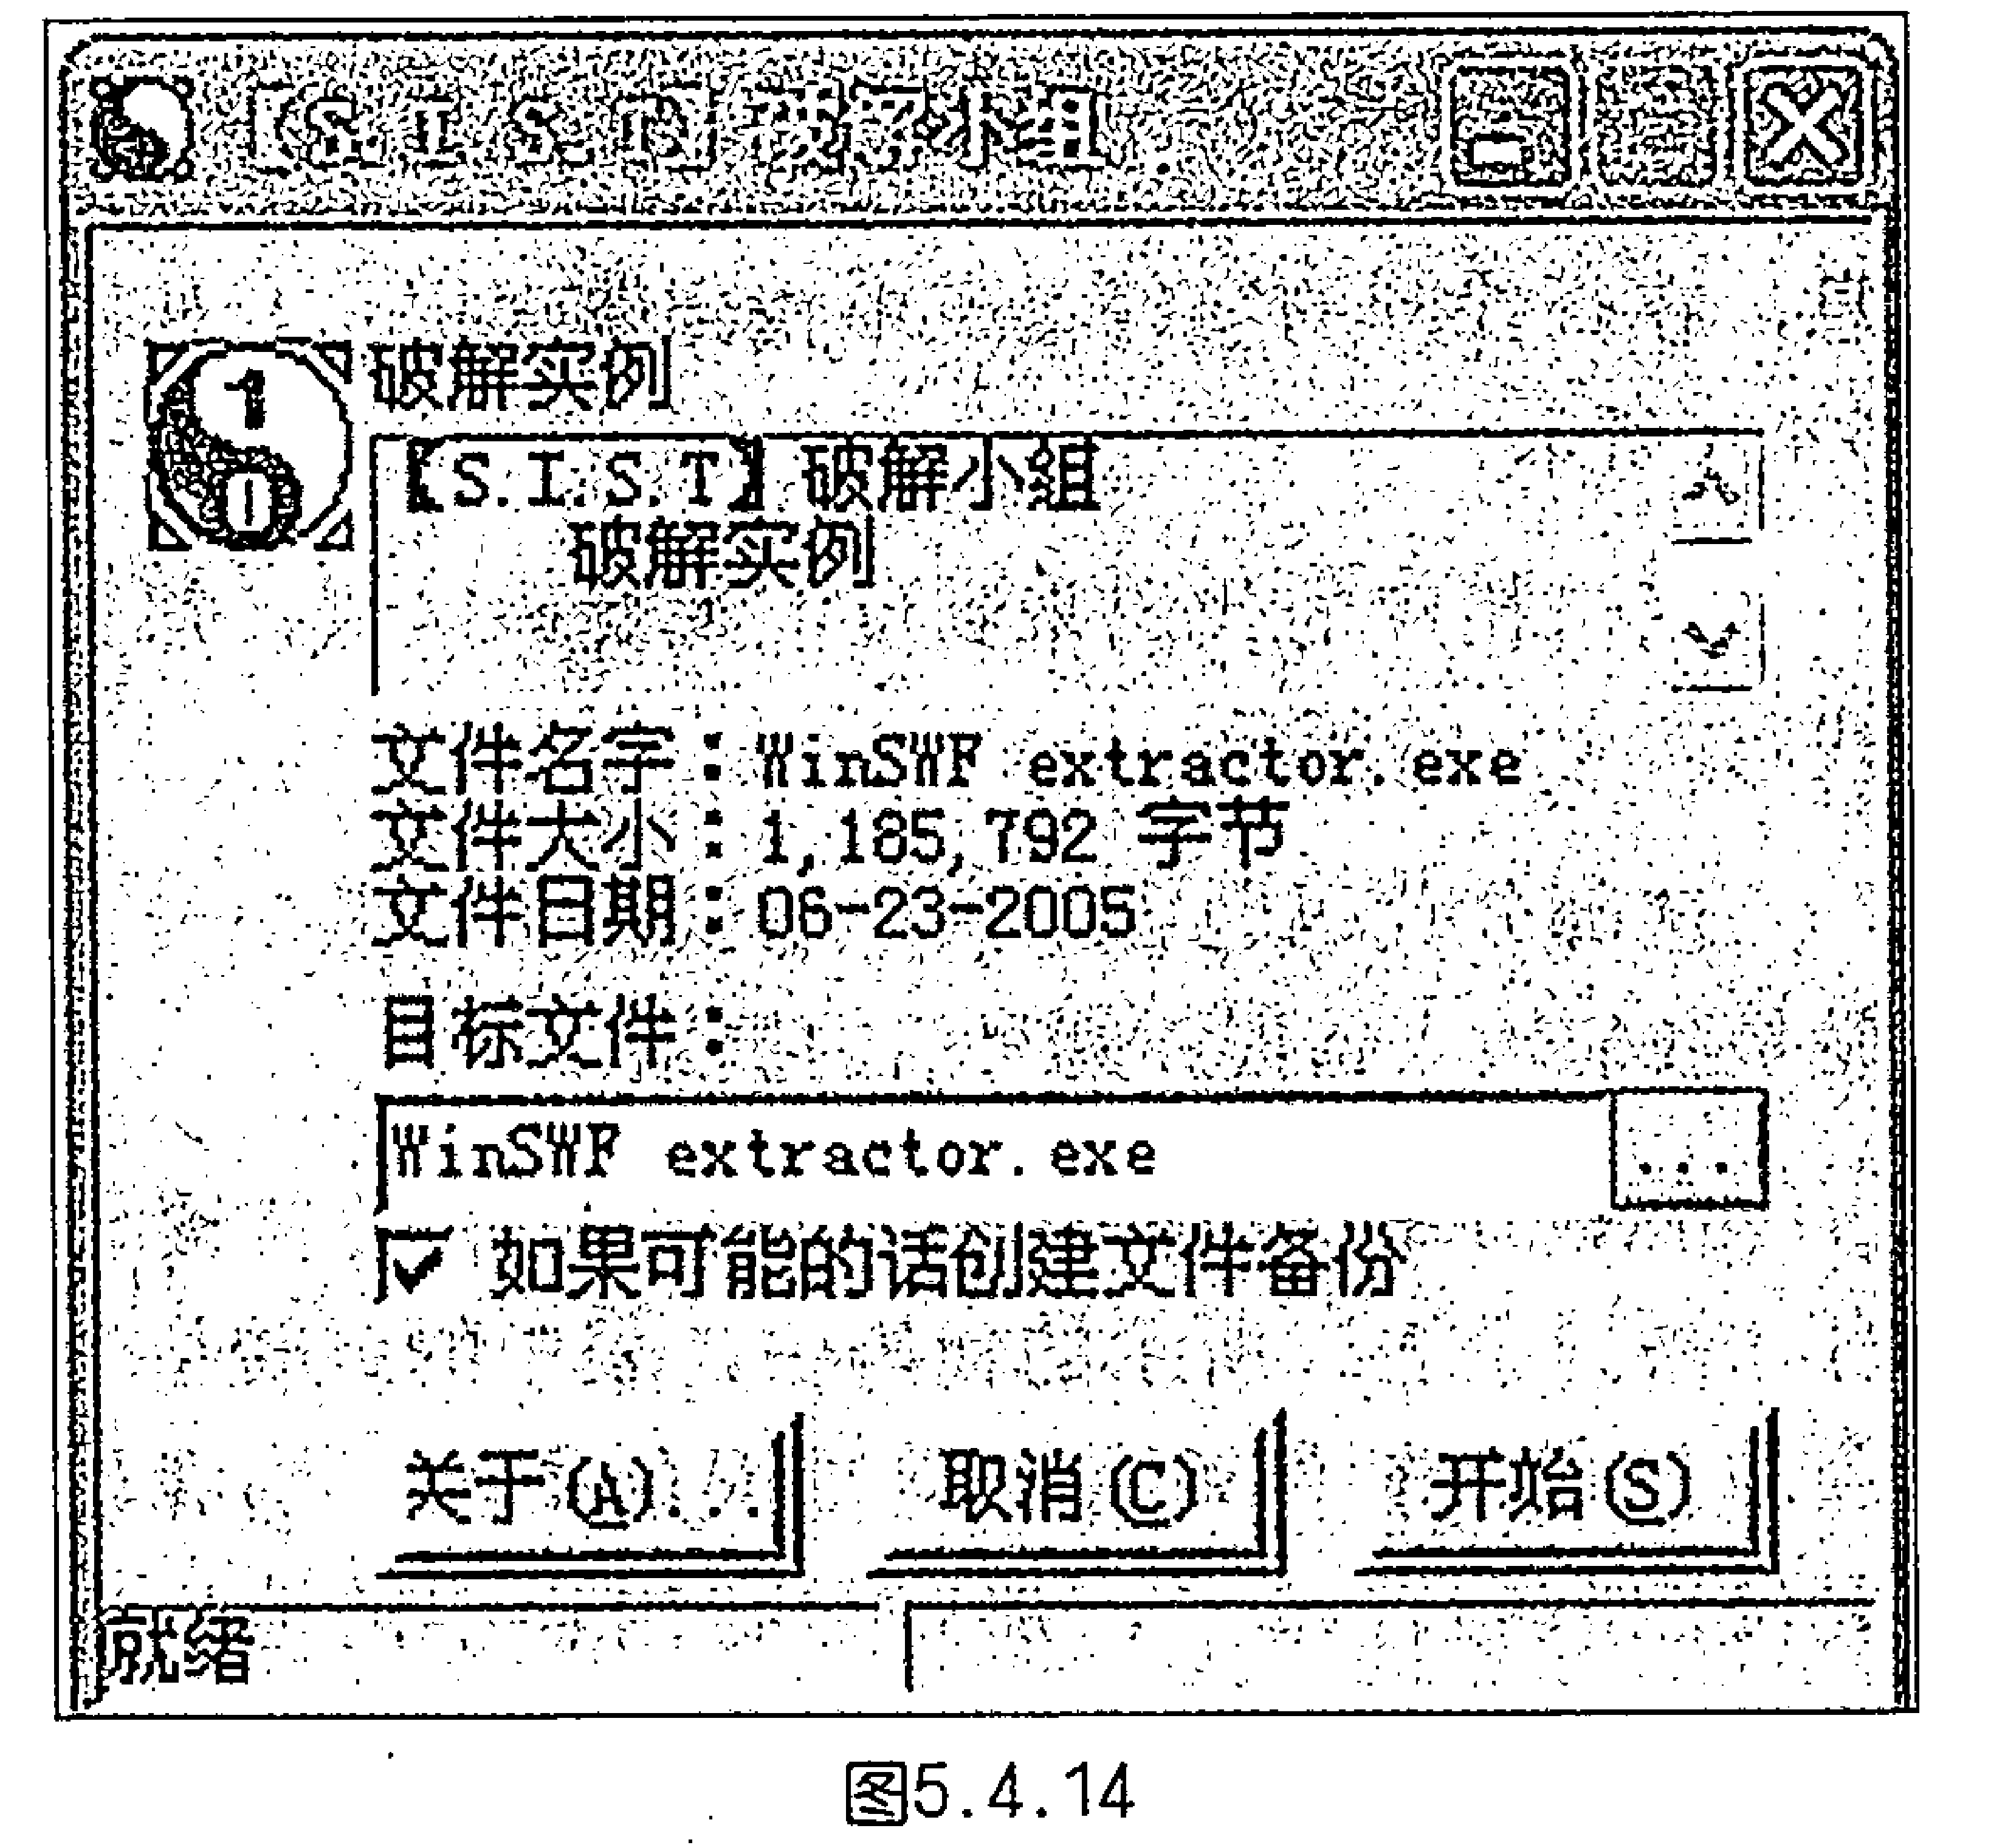 【S.I.S.T】破解小组
破解实例
【S.I.S.T】破解小组
破解实例
文件名字：WinSWF extractor.exe
文件大小：1,185,792 字节
文件日期：06-23-2005
目标文件：
WinSWF extractor.exe
...
如果可能的话创建文件备份
关于(A)...
取消(C)
开始(S)
就绪
图5.4.14